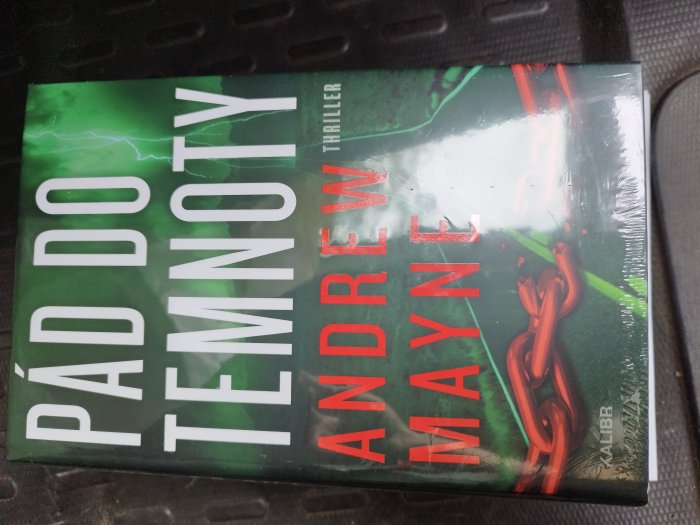 PÁD DO
TEMNOTY
THRILLER
ANDREW
MAYNE
KALIBR